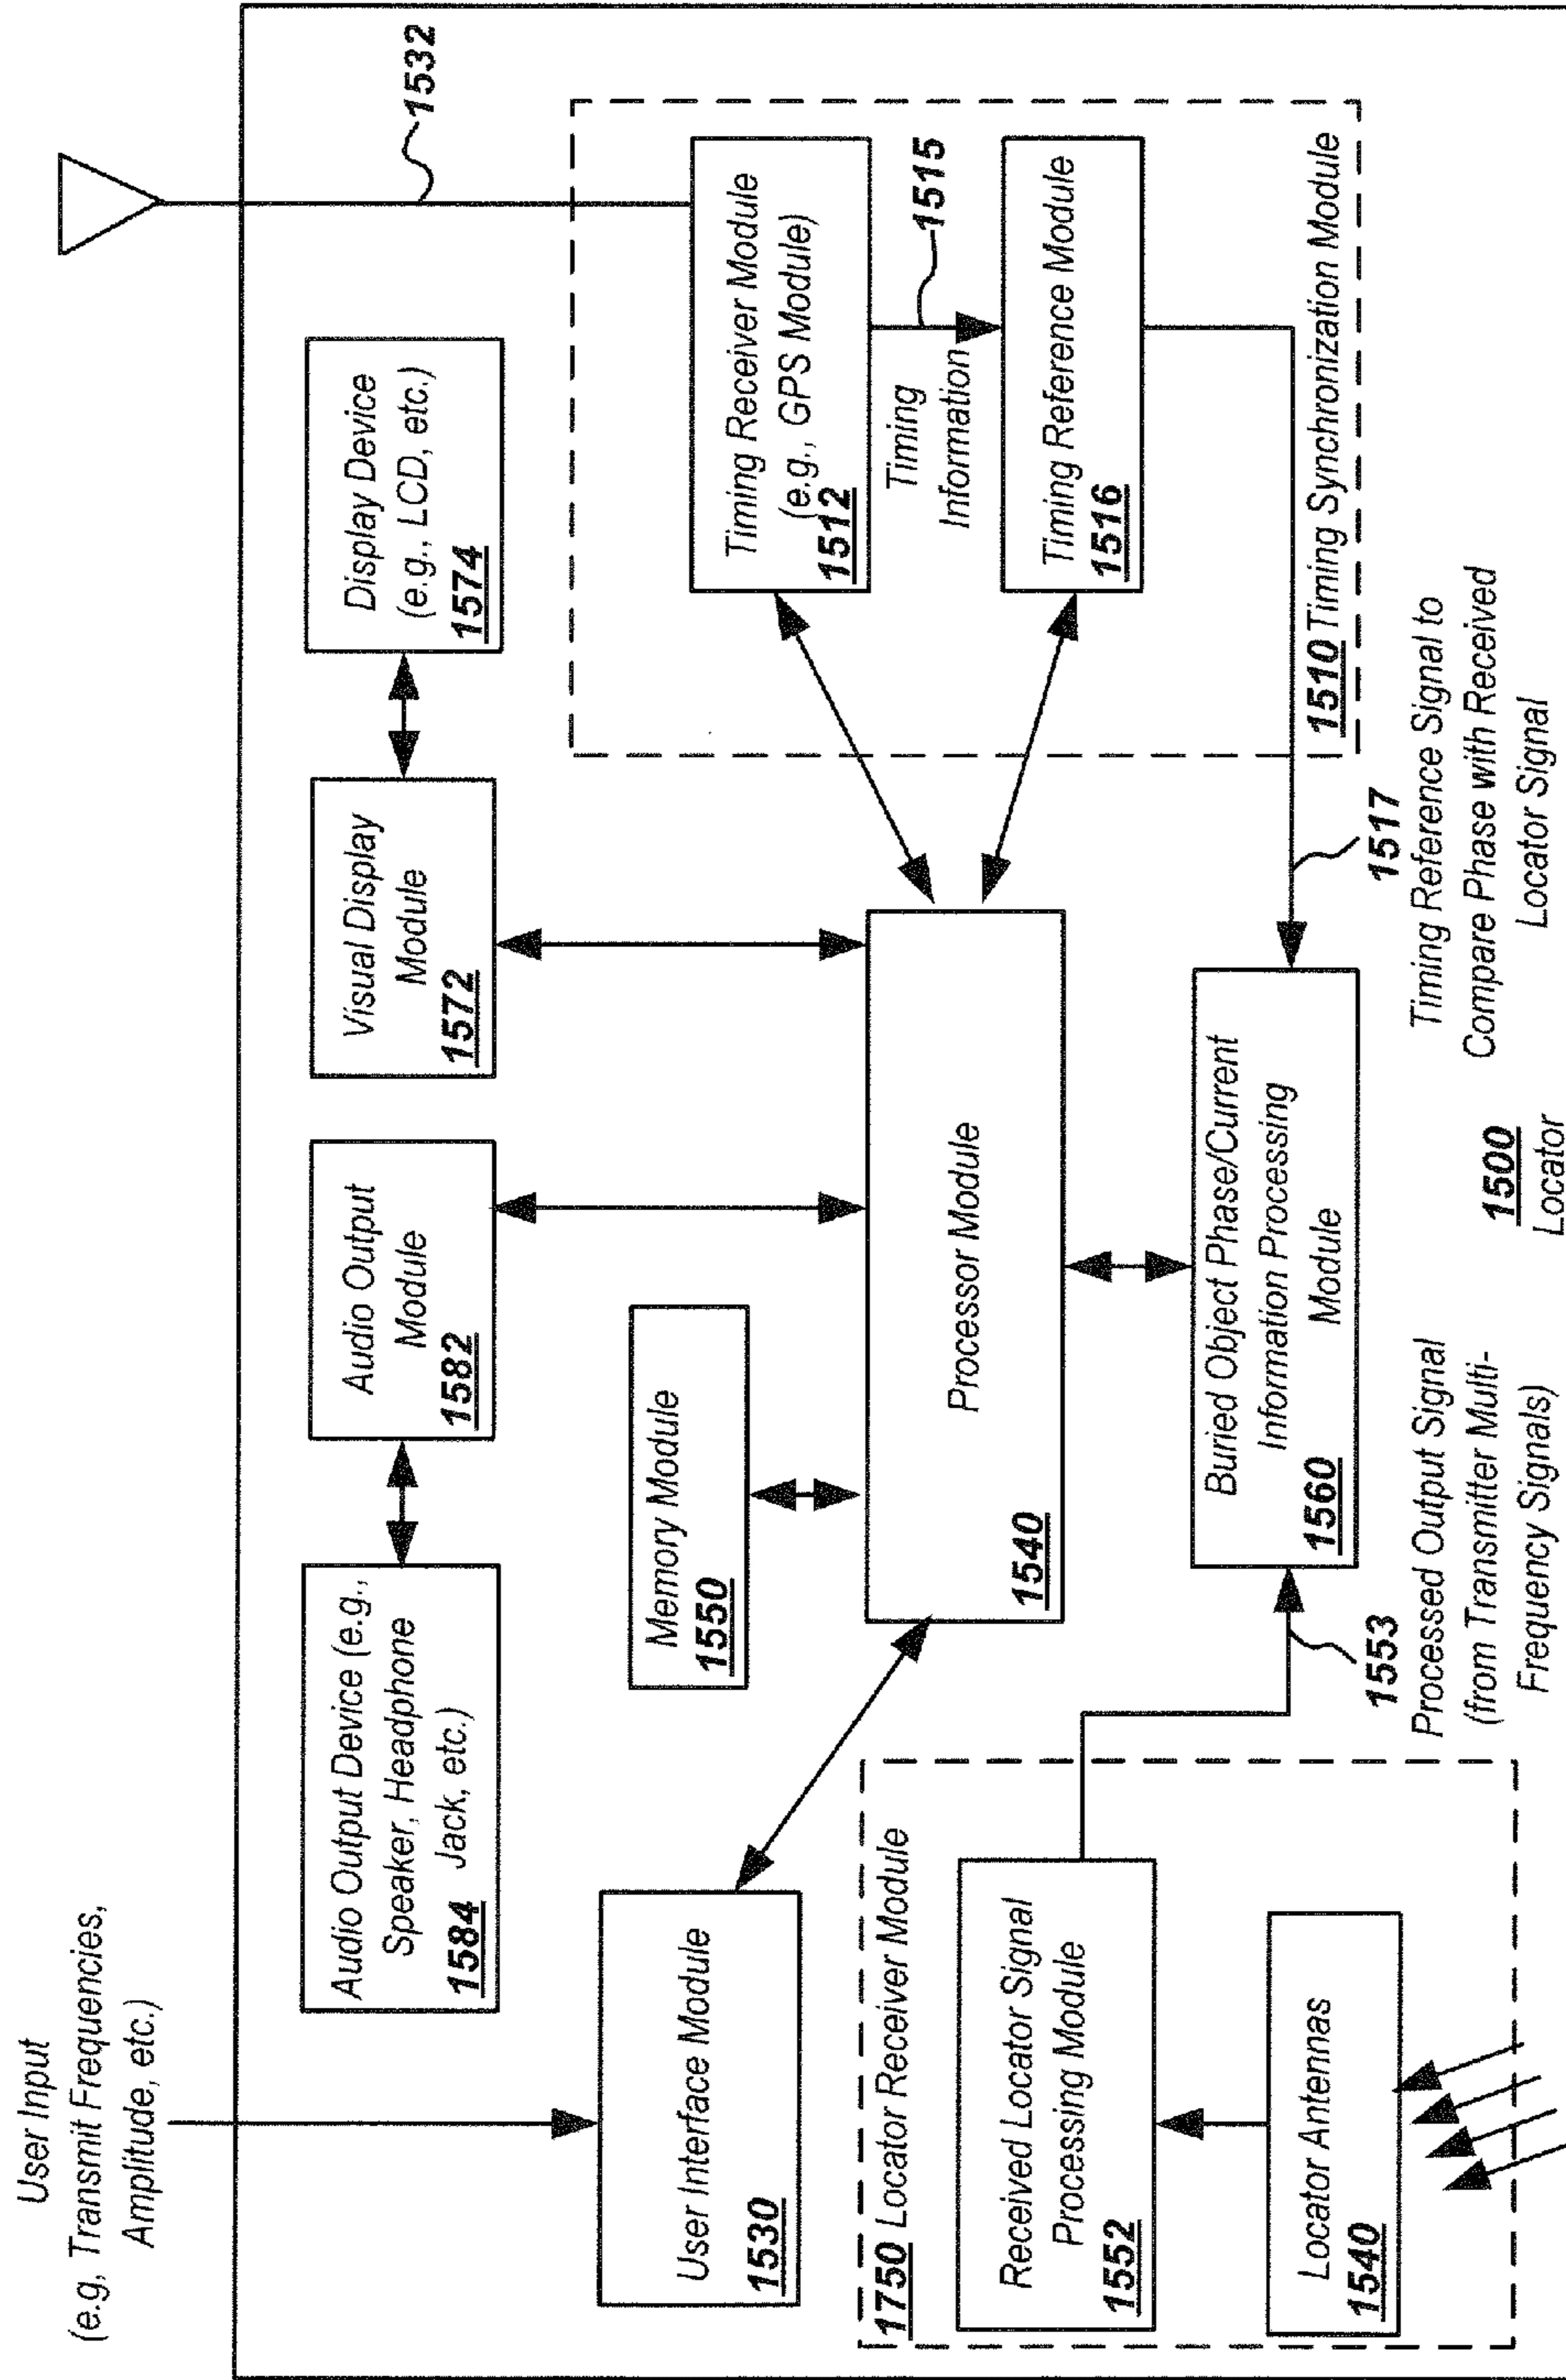 User Input
(e.g, Transmit Frequencies,
Amplitude, etc.)
1532
Audio Output Device (e.g.,
Speaker, Headphone
Jack, etc.)
1584
Audio Output
Module
1582
Visual Display
Module
1572
Display Device
(e.g., LCD, etc.)
1574
User Interface Module
1530
Memory Module
1550
Processor Module
1540
Timing Receiver Module
(e.g., GPS Module)
1512
Timing
Information
1515
Timing Reference Module
1516
1510 Timing Synchronization Module
1750 Locator Receiver Module
Received Locator Signal
Processing Module
1552
Locator Antennas
1540
Buried Object Phase/Current
Information Processing
Module
1560
1553
Processed Output Signal
(from Transmitter Multi-
Frequency Signals)
1517
Timing Reference Signal to
Compare Phase with Received
Locator Signal
1500
Locator